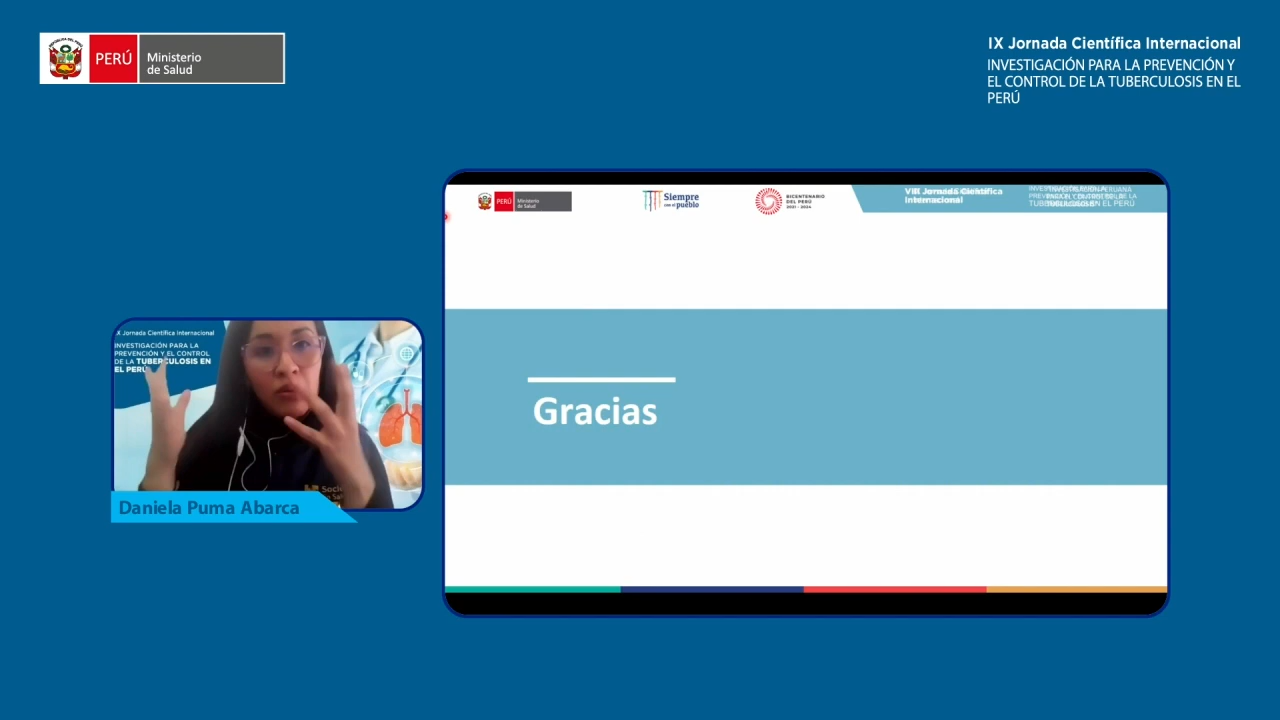 PERÚ
Ministerio
de Salud
IX Jornada Científica Internacional
INVESTIGACIÓN PARA LA PREVENCIÓN Y
EL CONTROL DE LA TUBERCULOSIS EN EL
PERÚ
PERÚ
Ministerio
de Salud
Siempre
con el pueblo
BICENTENARIO
DEL PERÚ
2021 - 2024
Jornada Científica
Internacional
X Jornada Científica Internacional
INVESTIGACIÓN PARA LA
PREVENCIÓN Y EL CONTROL
DE LA TUBERCULOSIS EN
EL PERÚ
Gracias
Daniela Puma Abarca